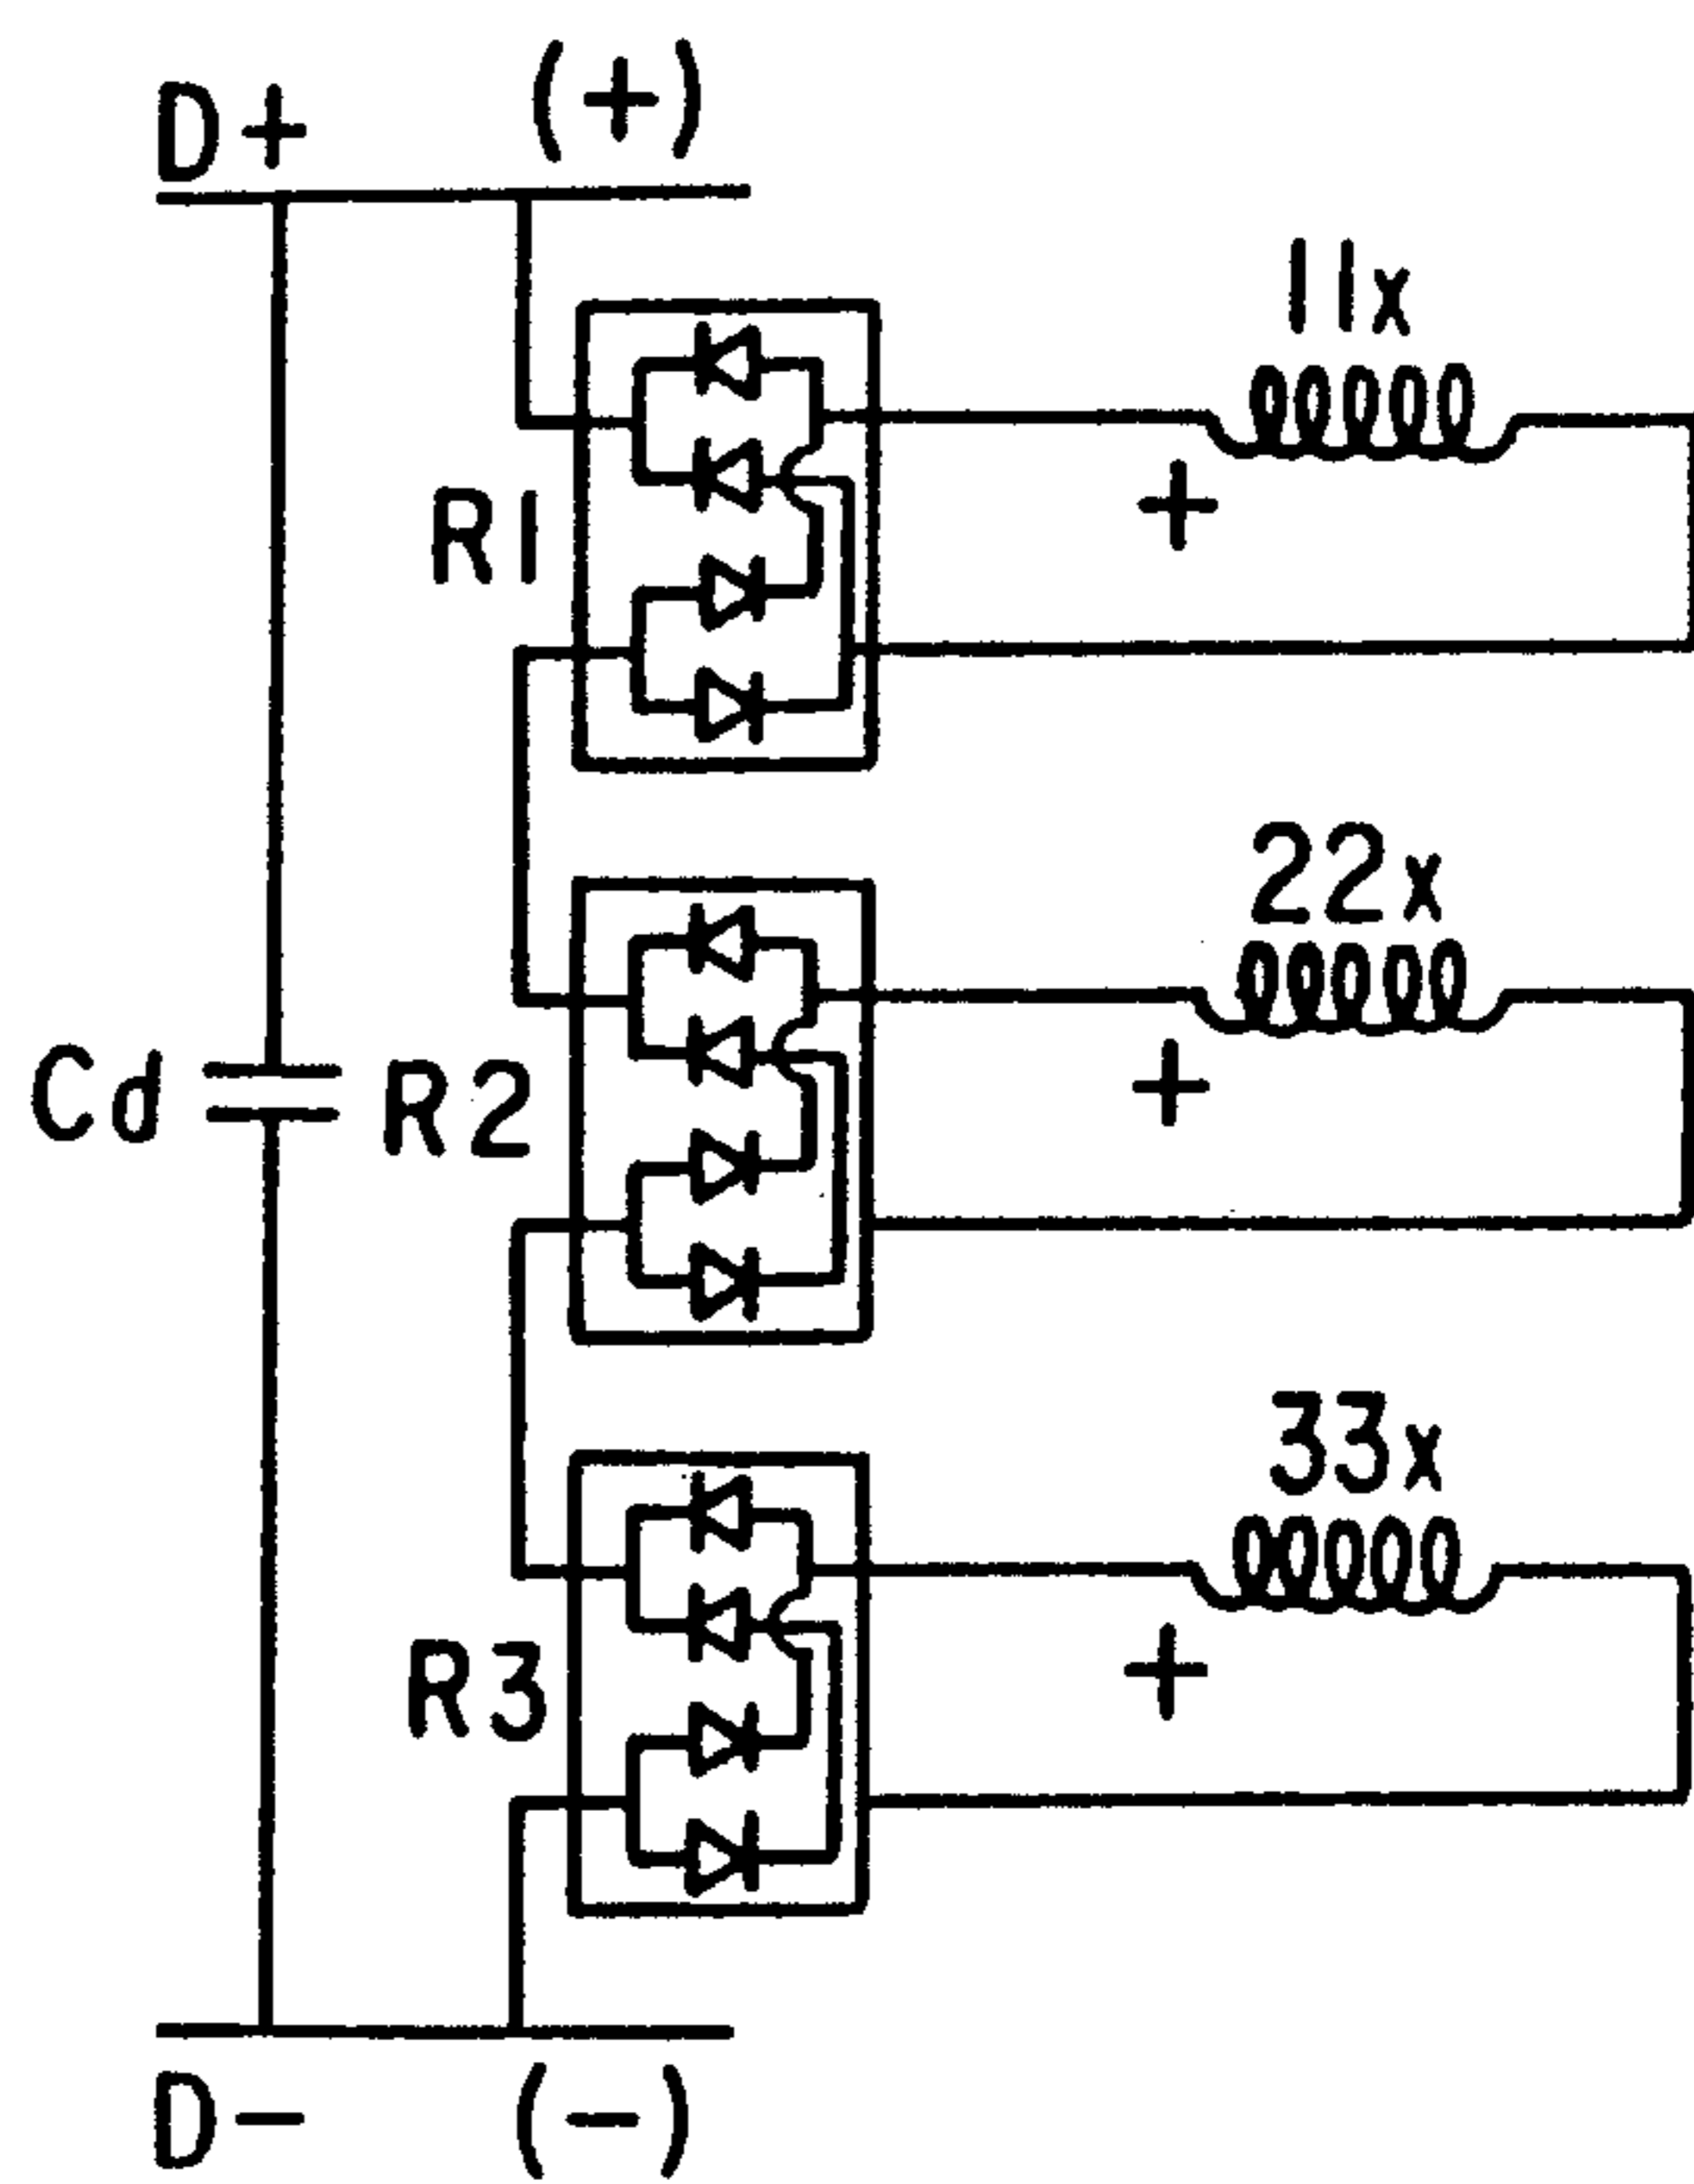 D+ (+)
11x
+
R1
22x
+
Cd R2
33x
+
R3
D- (-)